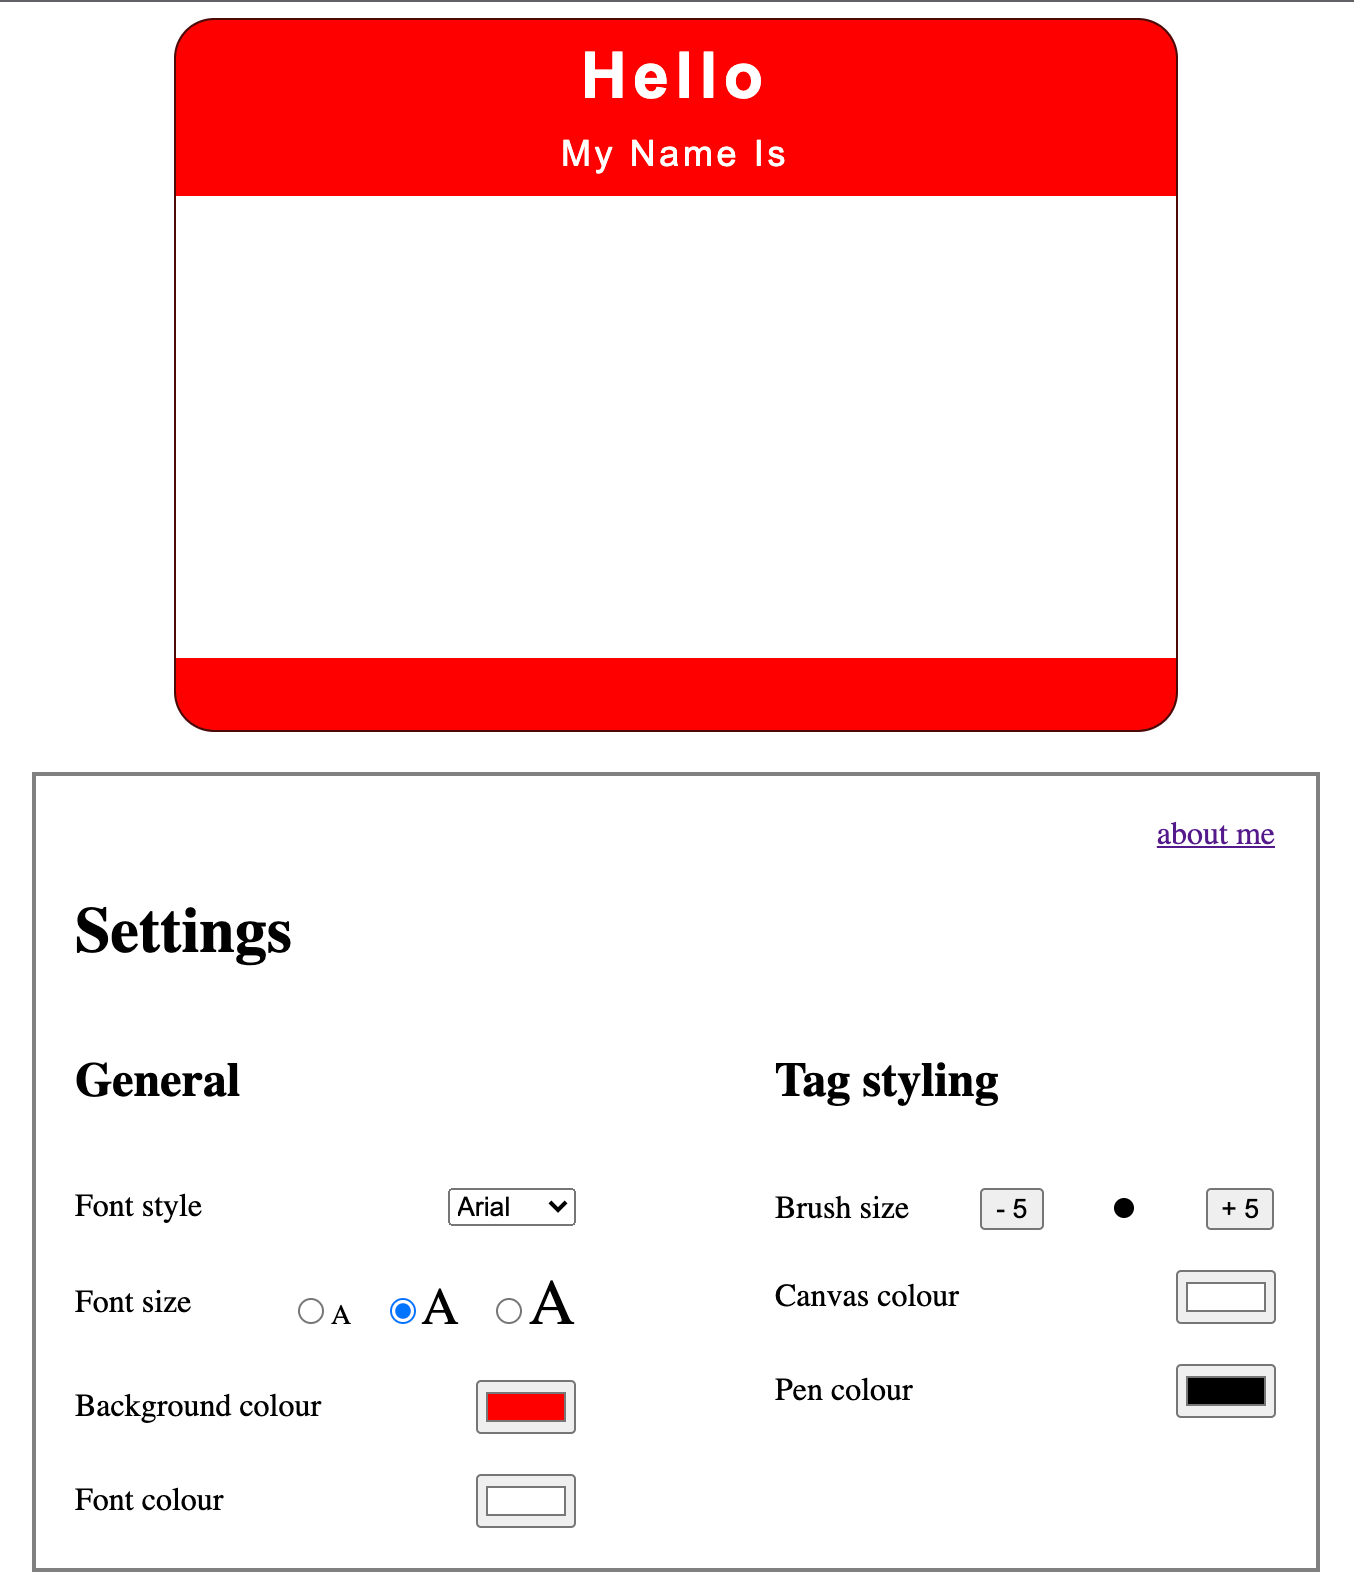 Hello
My Name Is
about me
Settings
General
Font style
Arial
Font size
A
A
A
Background colour
Font colour
Tag styling
Brush size
- 5
+ 5
Canvas colour
Pen colour